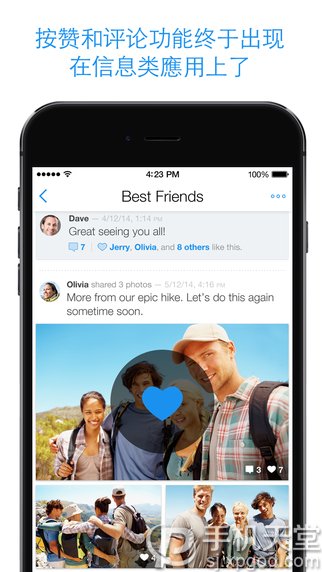 按赞和评论功能终于出现
在信息类應用上了
4:23 PM
100%
Best Friends
Dave — 4/12/14, 1:14 PM
Great seeing you all!
7 Jerry, Olivia, and 8 others like this.
Olivia shared 3 photos — 5/12/14, 4:16 PM
More from our epic hike. Let's do this again
sometime soon.
3 7
手机天堂
sj.xpgod.com